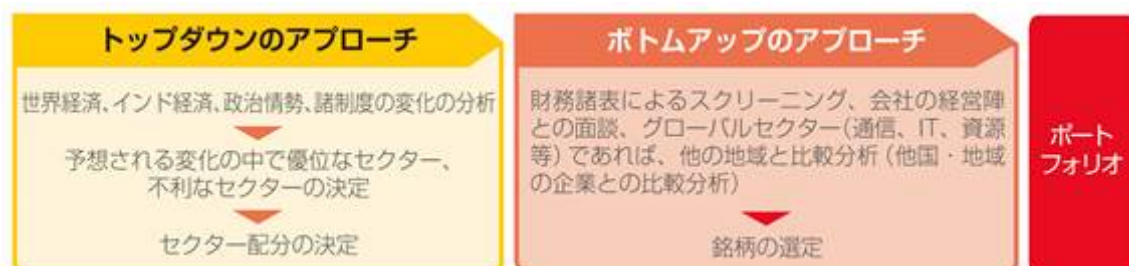 トップダウンのアプローチ
世界経済、インド経済、政治情勢、諸制度の変化の分析
予想される変化の中で優位なセクター、
不利なセクターの決定
セクター配分の決定
ボトムアップのアプローチ
財務諸表によるスクリーニング、会社の経営陣
との面談、グローバルセクター(通信、IT、資源
等)であれば、他の地域と比較分析(他国・地域
の企業との比較分析)
銘柄の選定
ポート
フォリオ